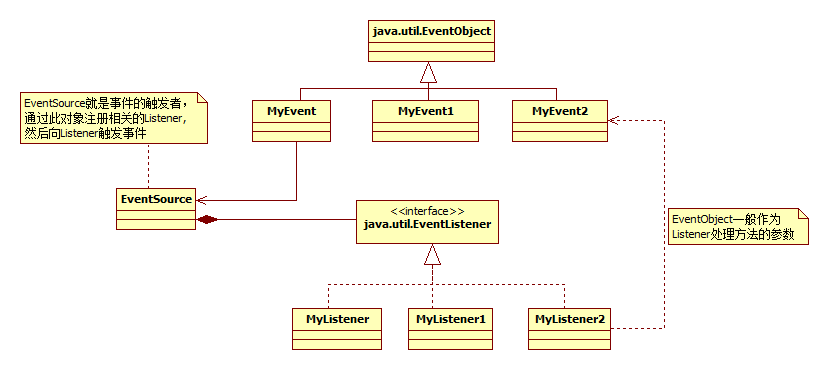 java.util.EventObject
EventSource就是事件的触发者，
通过此对象注册相关的Listener,
然后向Listener触发事件
MyEvent
MyEvent1
MyEvent2
EventSource
<<interface>>
java.util.EventListener
EventObject一般作为
Listener处理方法的参数
MyListener
MyListener1
MyListener2